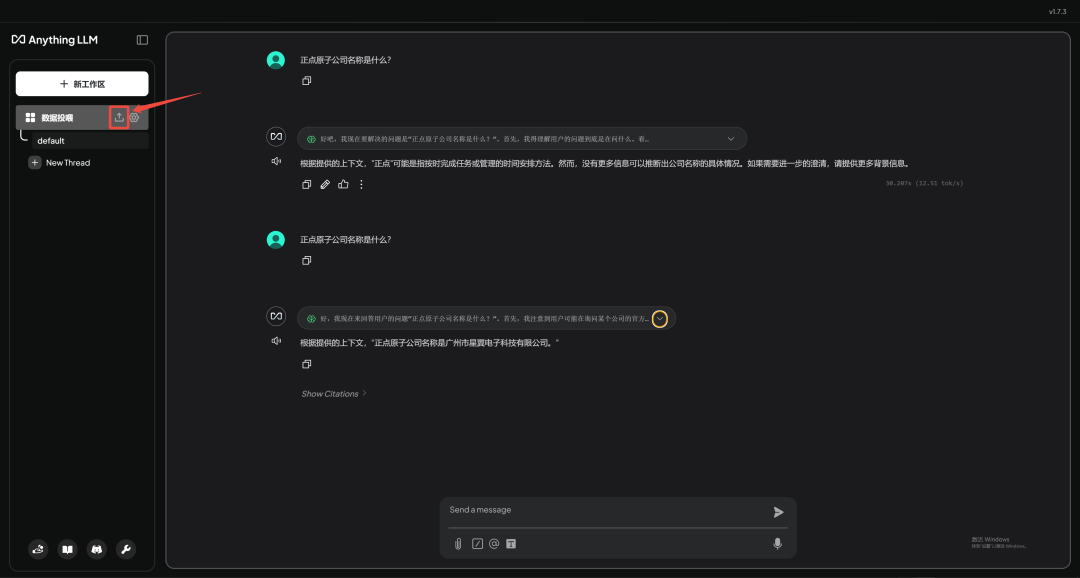 v1.7.3
Anything LLM
新工作区
数据投喂
default
New Thread
正点原子公司名称是什么?
好吧，我现在要解决的问题是"正点原子公司名称是什么？"。首先，我得理解用户的问题到底是在问什么。看...
根据提供的上下文，"正点"可能是指按时完成任务或管理的时间安排方法。然而，没有更多信息可以推断出公司名称的具体情况。如果需要进一步的澄清，请提供更多背景信息。
30.207s (12.51 tok/s)
正点原子公司名称是什么?
好，我现在来回答用户的问题"正点原子公司名称是什么？"。首先，我注意到用户可能在询问某个公司的官方...
根据提供的上下文，"正点原子公司名称是广州市星翼电子科技有限公司。"
Show Citations
Send a message
激活 Windows
转到"设置"以激活 Windows。